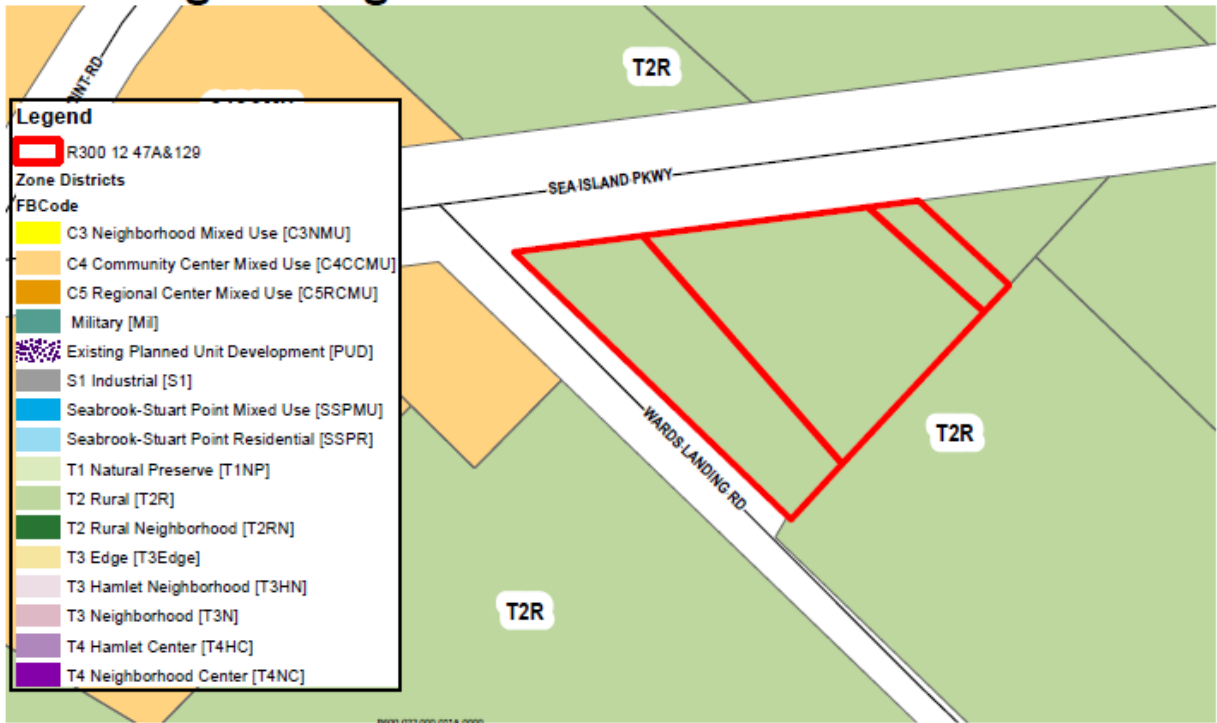 INT RD
T2R
Legend
R300 12 47A&129
Zone Districts
FBCode
C3 Neighborhood Mixed Use [C3NMU]
C4 Community Center Mixed Use [C4CCMU]
C5 Regional Center Mixed Use [C5RCMU]
Military [Mil]
Existing Planned Unit Development [PUD]
S1 Industrial [S1]
Seabrook-Stuart Point Mixed Use [SSPMU]
Seabrook-Stuart Point Residential [SSPR]
T1 Natural Preserve [T1NP]
T2 Rural [T2R]
T2 Rural Neighborhood [T2RN]
T3 Edge [T3Edge]
T3 Hamlet Neighborhood [T3HN]
T3 Neighborhood [T3N]
T4 Hamlet Center [T4HC]
T4 Neighborhood Center [T4NC]
SEA ISLAND PKWY
WARDS LANDING RD
T2R
T2R